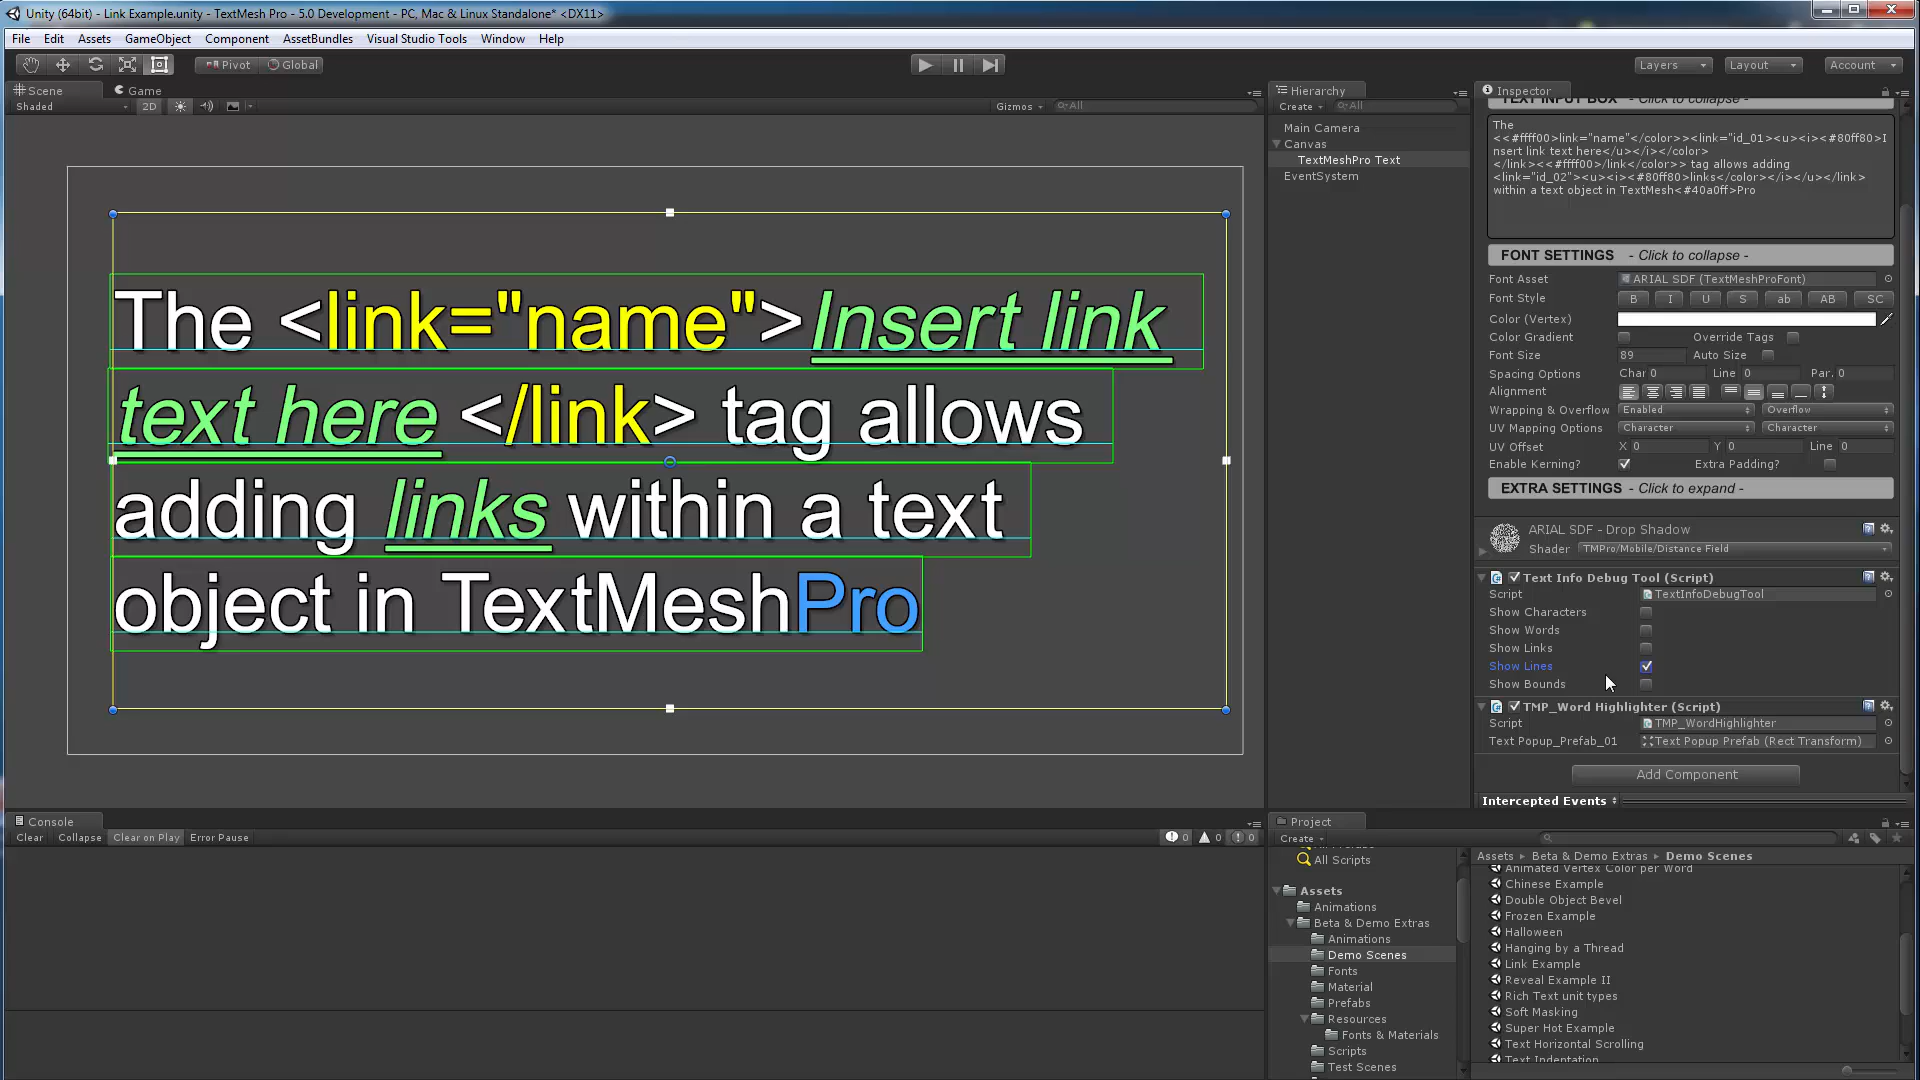 Unity (64bit) - Link Example.unity - TextMesh Pro - 5.0 Development - PC, Mac & Linux Standalone* <DX11>
File Edit Assets GameObject Component AssetBundles Visual Studio Tools Window Help
Pivot Global Layers Layout Account
Scene Game
Shaded 2D Gizmos All
The <link="name">Insert link
text here </link> tag allows
adding links within a text
object in TextMeshPro
Hierarchy
Create All
Main Camera
Canvas
TextMeshPro Text
EventSystem
Inspector
TEXT INPUT BOX - Click to collapse -
The
<<#ffff00>link="name"</color>><link="id_01><u><i><#80ff80>I
nsert link text here</u></i></color>
</link><<#ffff00>/link</color>> tag allows adding
<link="id_02"><u><i><#80ff80>links</color></i></u></link>
within a text object in TextMesh<#40a0ff>Pro
FONT SETTINGS - Click to collapse -
Font Asset ARIAL SDF (TextMeshProFont)
Font Style B I U S ab AB SC
Color (Vertex)
Color Gradient Override Tags
Font Size 89 Auto Size
Spacing Options Char 0 Line 0 Par. 0
Alignment
Wrapping & Overflow Enabled Overflow
UV Mapping Options Character Character
UV Offset X 0 Y 0 Line 0
Enable Kerning? Extra Padding?
EXTRA SETTINGS - Click to expand -
ARIAL SDF - Drop Shadow
Shader TMPro/Mobile/Distance Field
Text Info Debug Tool (Script)
Script TextInfoDebugTool
Show Characters
Show Words
Show Links
Show Lines
Show Bounds
TMP_Word Highlighter (Script)
Script TMP_WordHighlighter
Text Popup_Prefab_01 Text Popup Prefab (Rect Transform)
Add Component
Intercepted Events
Console
Clear Collapse Clear on Play Error Pause 0 0 0
Project
Create
All Scripts
Assets
Animations
Beta & Demo Extras
Animations
Demo Scenes
Fonts
Material
Prefabs
Resources
Fonts & Materials
Scripts
Test Scenes
Assets Beta & Demo Extras Demo Scenes
Animated Vertex Color per Word
Chinese Example
Double Object Bevel
Frozen Example
Halloween
Hanging by a Thread
Link Example
Reveal Example II
Rich Text unit types
Soft Masking
Super Hot Example
Text Horizontal Scrolling
Text Indentation